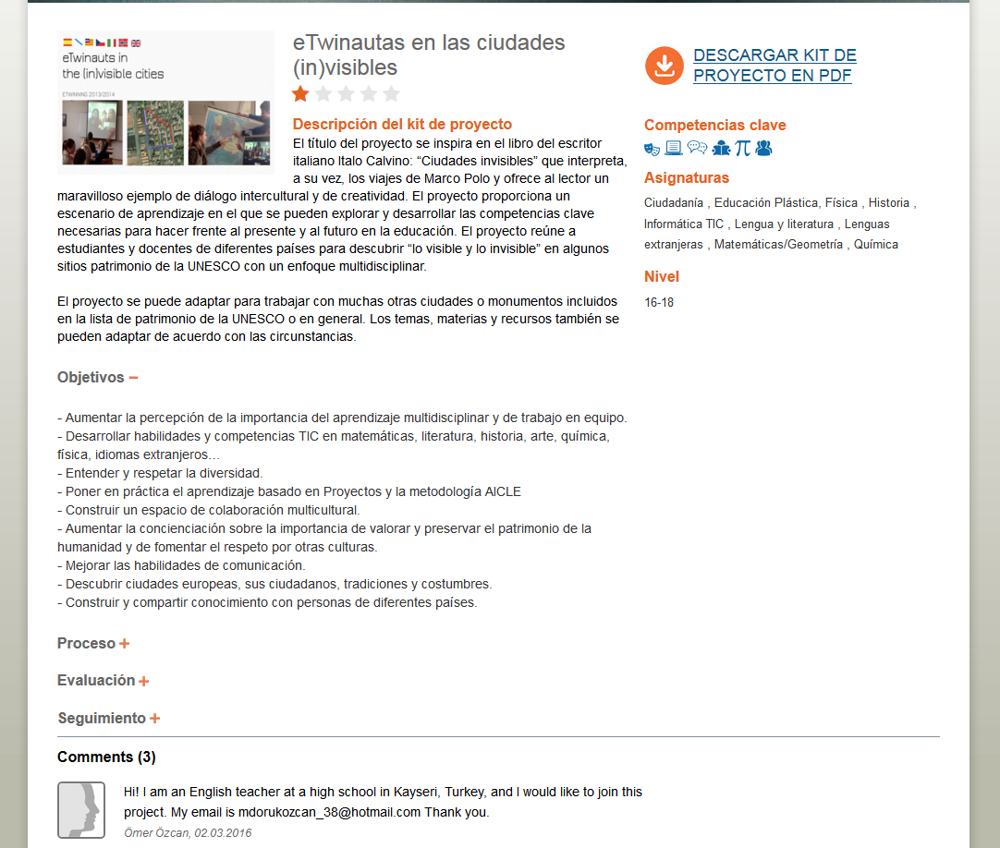 eTwinauts in
the (in)visible cities
ETWINNING 2013/2014
eTwinautas en las ciudades
(in)visibles
Descripción del kit de proyecto
El título del proyecto se inspira en el libro del escritor
italiano Italo Calvino: “Ciudades invisibles” que interpreta,
a su vez, los viajes de Marco Polo y ofrece al lector un
maravilloso ejemplo de diálogo intercultural y de creatividad. El proyecto proporciona un
escenario de aprendizaje en el que se pueden explorar y desarrollar las competencias clave
necesarias para hacer frente al presente y al futuro en la educación. El proyecto reúne a
estudiantes y docentes de diferentes países para descubrir “lo visible y lo invisible” en algunos
sitios patrimonio de la UNESCO con un enfoque multidisciplinar.
El proyecto se puede adaptar para trabajar con muchas otras ciudades o monumentos incluidos
en la lista de patrimonio de la UNESCO o en general. Los temas, materias y recursos también se
pueden adaptar de acuerdo con las circunstancias.
Objetivos −
- Aumentar la percepción de la importancia del aprendizaje multidisciplinar y de trabajo en equipo.
- Desarrollar habilidades y competencias TIC en matemáticas, literatura, historia, arte, química,
física, idiomas extranjeros…
- Entender y respetar la diversidad.
- Poner en práctica el aprendizaje basado en Proyectos y la metodología AICLE
- Construir un espacio de colaboración multicultural.
- Aumentar la concienciación sobre la importancia de valorar y preservar el patrimonio de la
humanidad y de fomentar el respeto por otras culturas.
- Mejorar las habilidades de comunicación.
- Descubrir ciudades europeas, sus ciudadanos, tradiciones y costumbres.
- Construir y compartir conocimiento con personas de diferentes países.
Proceso +
Evaluación +
Seguimiento +
DESCARGAR KIT DE
PROYECTO EN PDF
Competencias clave
Asignaturas
Ciudadanía , Educación Plástica, Física , Historia ,
Informática TIC , Lengua y literatura , Lenguas
extranjeras , Matemáticas/Geometría , Química
Nivel
16-18
Comments (3)
Hi! I am an English teacher at a high school in Kayseri, Turkey, and I would like to join this
project. My email is mdorukozcan_38@hotmail.com Thank you.
Ömer Özcan, 02.03.2016